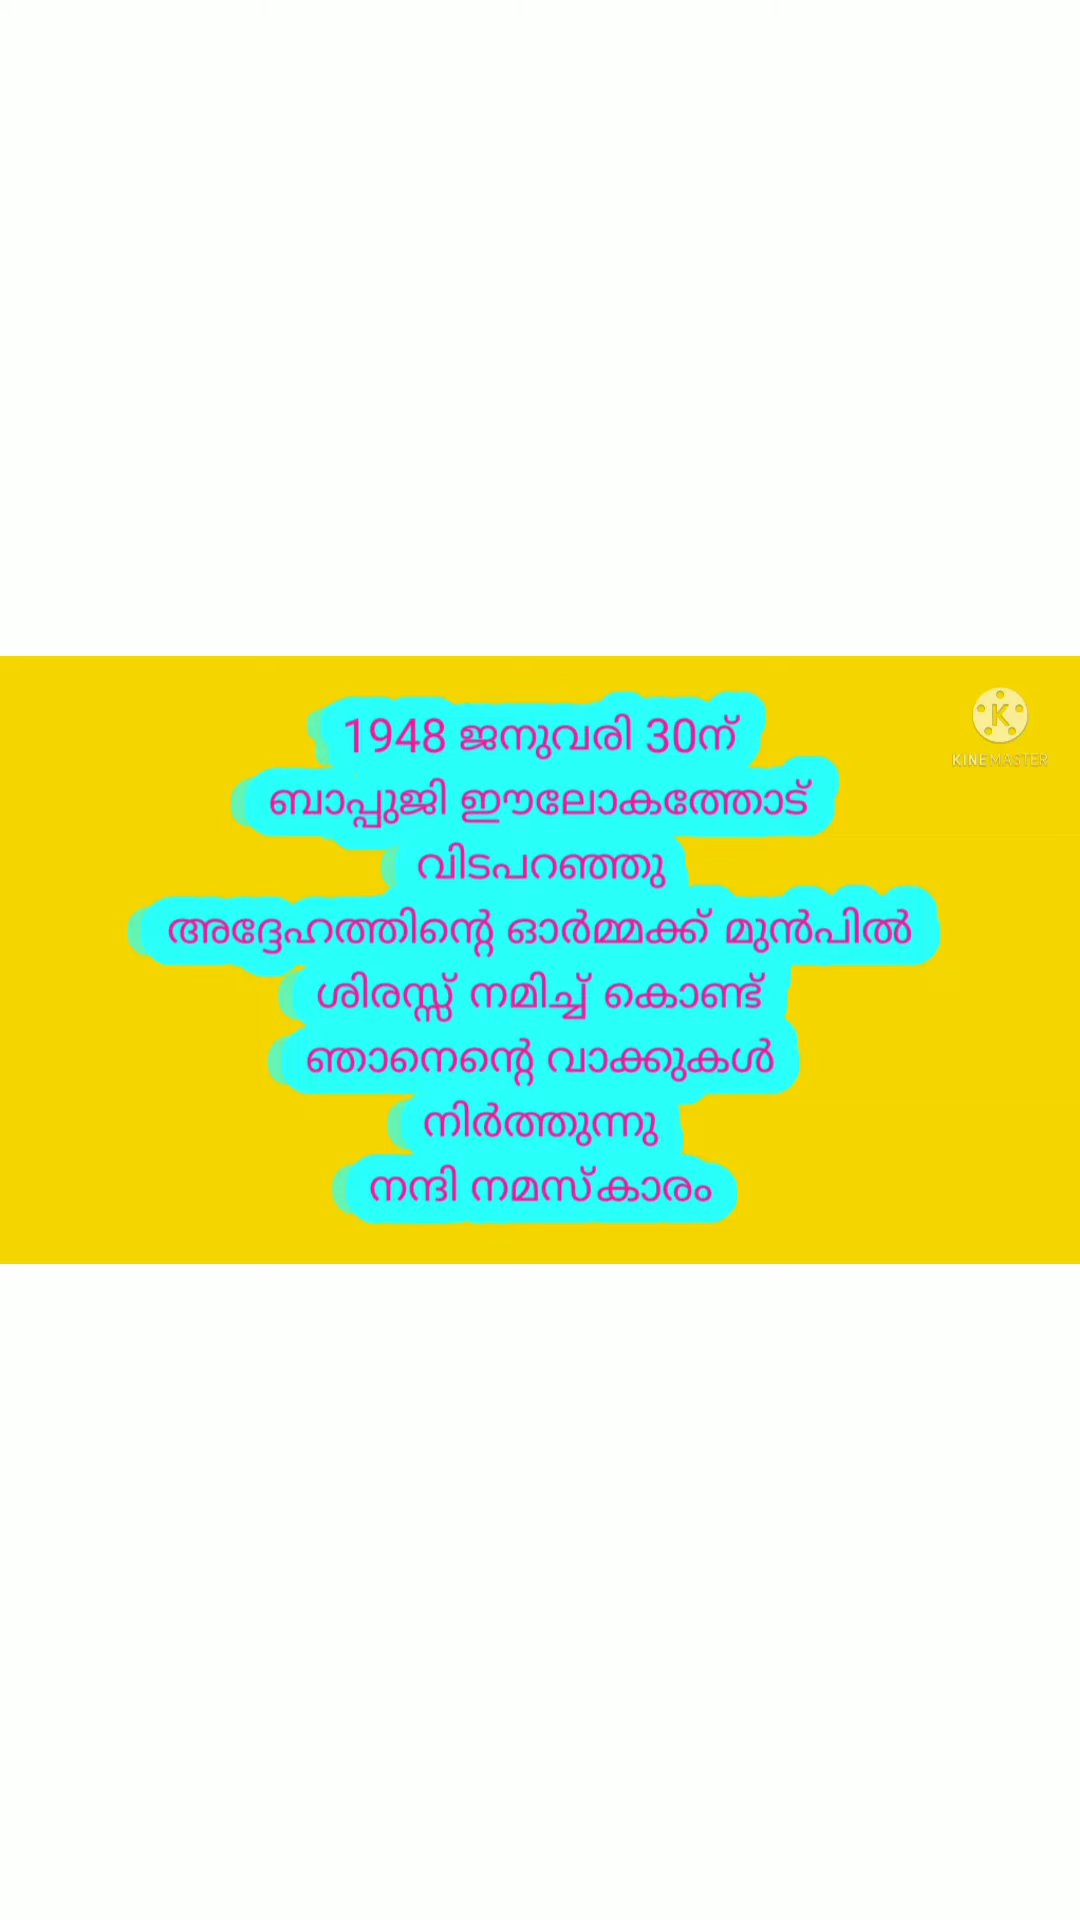 1948 ജനുവരി 30ന്
KINEMASTER
ബാപ്പുജി ഈലോകത്തോട്
വിടപറഞ്ഞു
അദ്ദേഹത്തിന്റെ ഓർമ്മക്ക് മുൻപിൽ
ശിരസ്സ് നമിച്ച് കൊണ്ട്
ഞാനെന്റെ വാക്കുകൾ
നിർത്തുന്നു
നന്ദി നമസ്കാരം